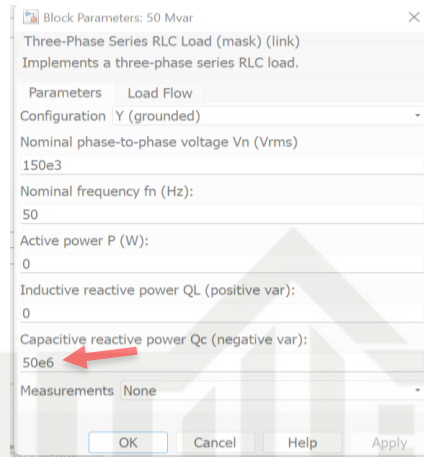 Block Parameters: 50 Mvar
Three-Phase Series RLC Load (mask) (link)
Implements a three-phase series RLC load.
Parameters Load Flow
Configuration Y (grounded)
Nominal phase-to-phase voltage Vn (Vrms)
150e3
Nominal frequency fn (Hz):
50
Active power P (W):
0
Inductive reactive power QL (positive var):
0
Capacitive reactive power Qc (negative var):
50e6
Measurements None
OK Cancel Help Apply